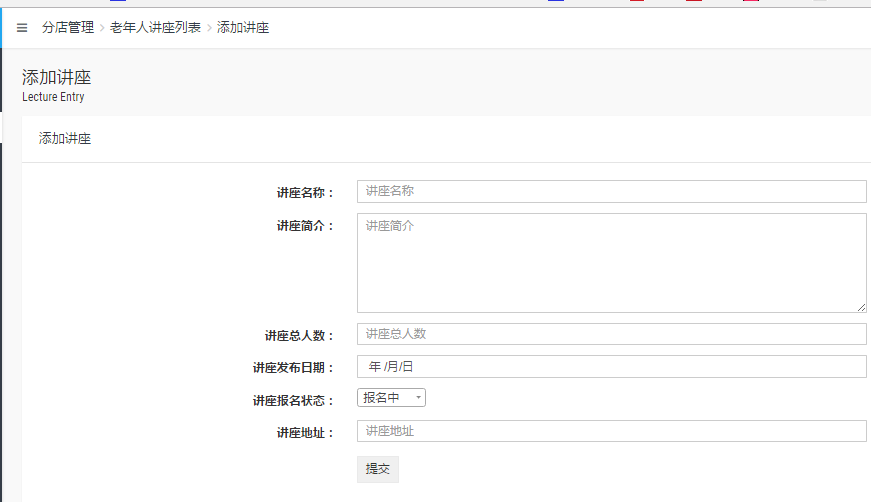 分店管理 > 老年人讲座列表 > 添加讲座
添加讲座
Lecture Entry
添加讲座
讲座名称： 讲座名称
讲座简介： 讲座简介
讲座总人数： 讲座总人数
讲座发布日期： 年 /月/日
讲座报名状态： 报名中
讲座地址： 讲座地址
提交